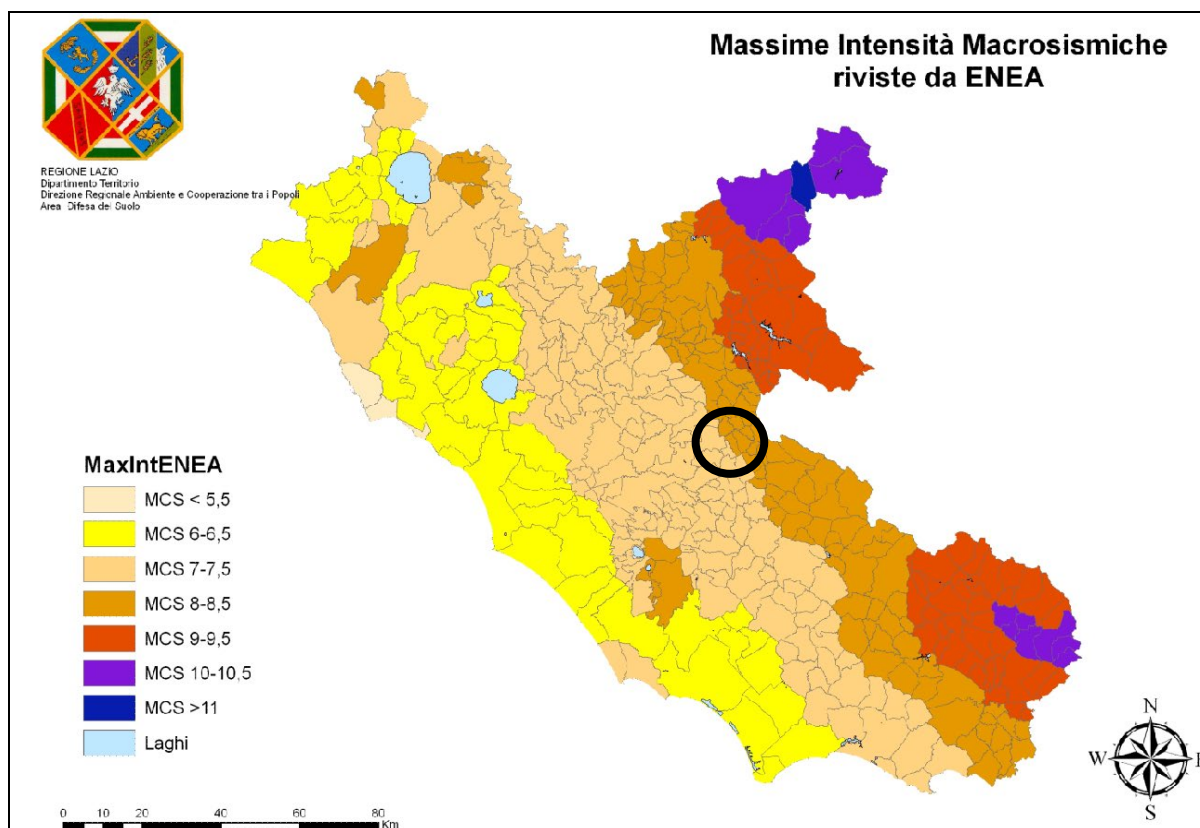 Massime Intensità Macrosismiche
riviste da ENEA
REGIONE LAZIO
Dipartimento Territorio
Direzione Regionale Ambiente e Cooperazione tra i Popoli
Area Difesa del Suolo
MaxIntENEA
MCS < 5,5
MCS 6-6,5
MCS 7-7,5
MCS 8-8,5
MCS 9-9,5
MCS 10-10,5
MCS >11
Laghi
N
W
E
S
0 10 20 40 60 80
Km